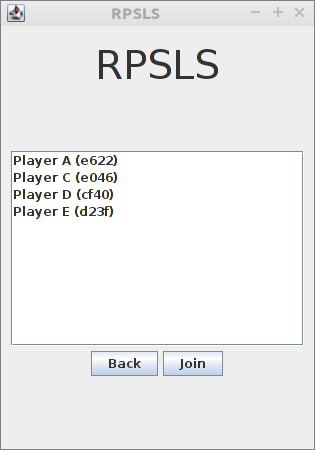 RPSLS
RPSLS
Player A (e622)
Player C (e046)
Player D (cf40)
Player E (d23f)
Back Join